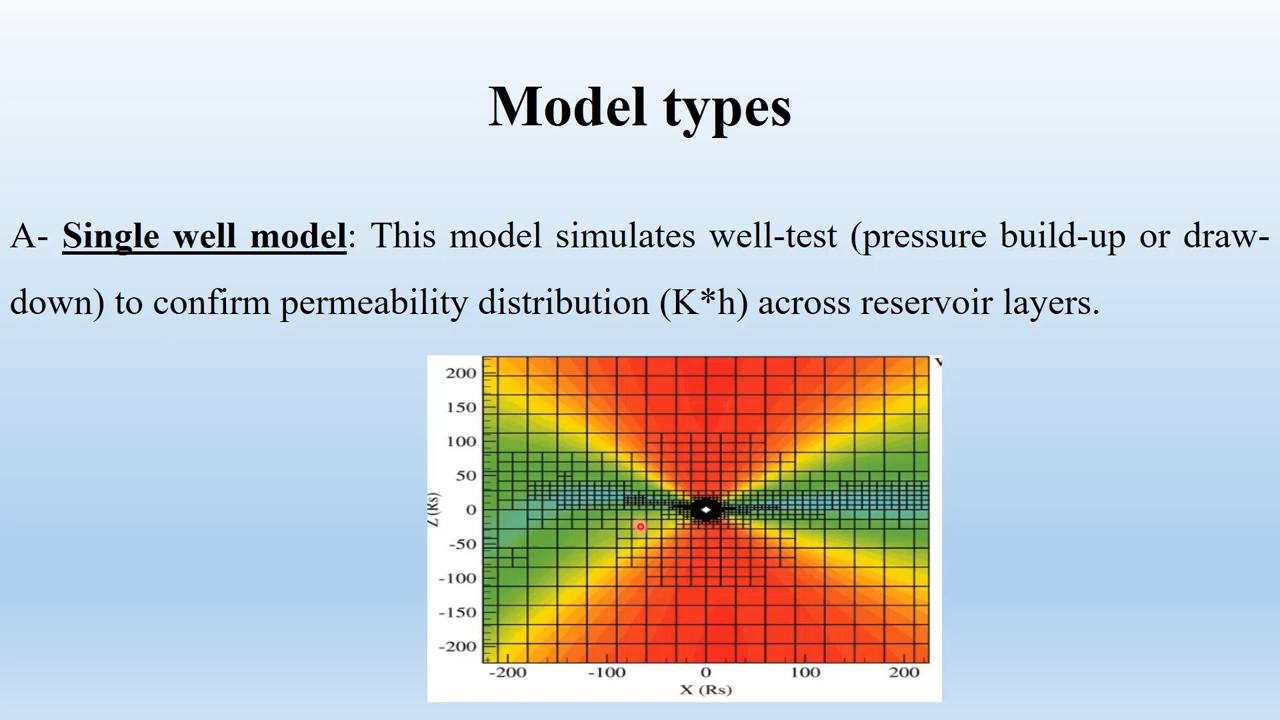 Model types
A- Single well model: This model simulates well-test (pressure build-up or draw-
down) to confirm permeability distribution (K*h) across reservoir layers.
200
150
100
50
0
-50
-100
-150
-200
Z (Rs)
-200 -100 0 100 200
X (Rs)